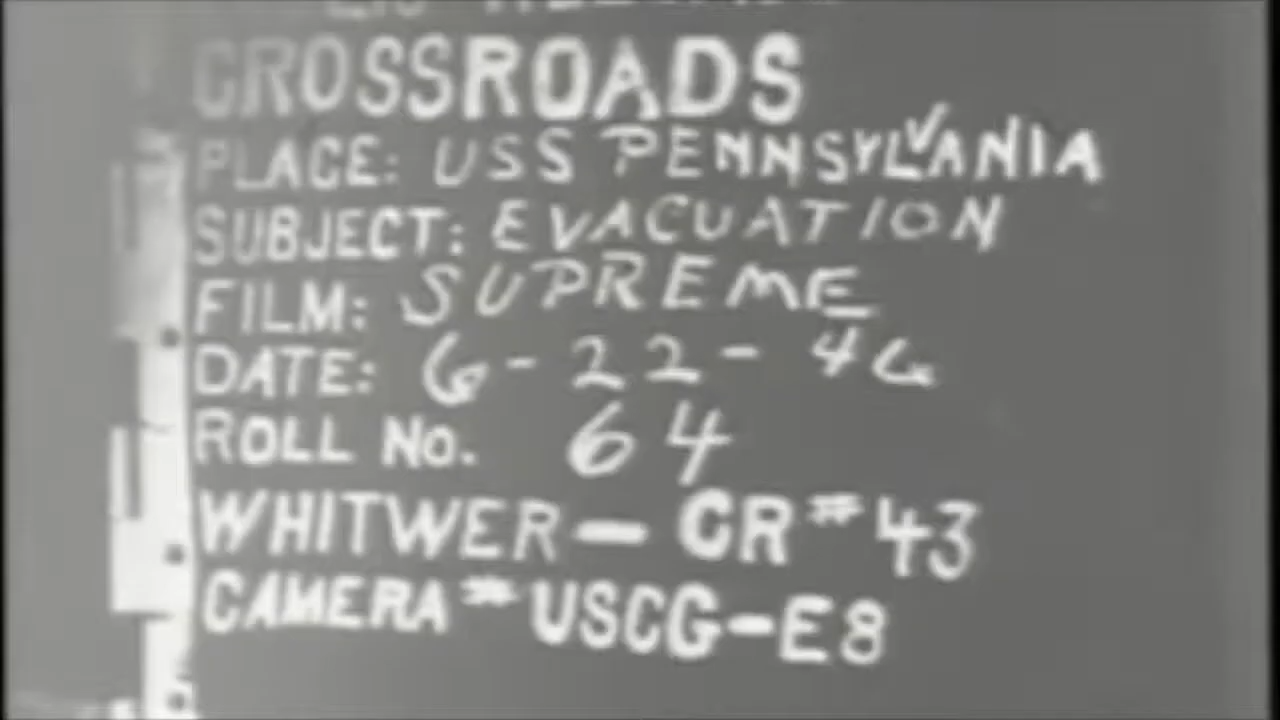 CROSSROADS
PLACE: USS PENNSYLVANIA
SUBJECT: EVACUATION
FILM: SUPREME
DATE: 6-22-46
ROLL No. 64
WHITWER — CR # 43
CAMERA # USCG-E8